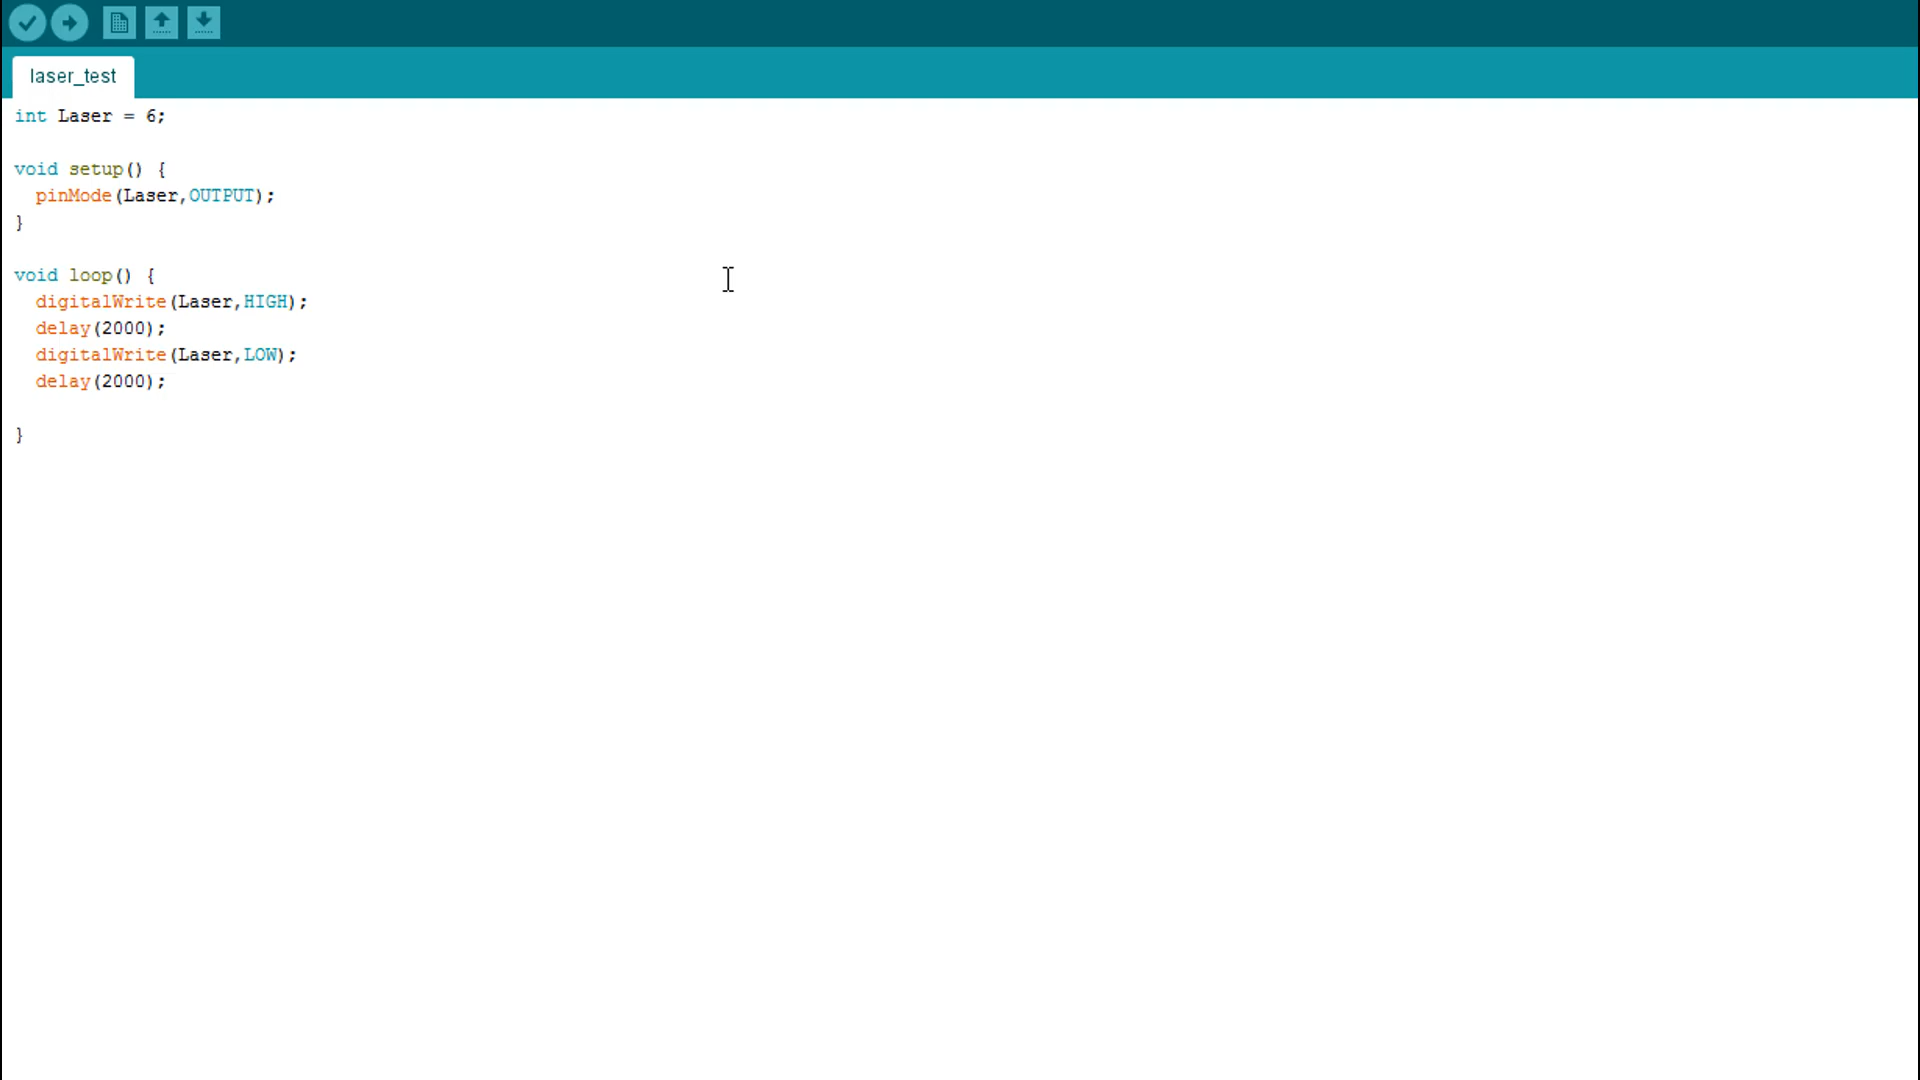 laser_test
int Laser = 6;
void setup() {
  pinMode(Laser,OUTPUT);
}
void loop() {
  digitalWrite(Laser,HIGH);
  delay(2000);
  digitalWrite(Laser,LOW);
  delay(2000);
}